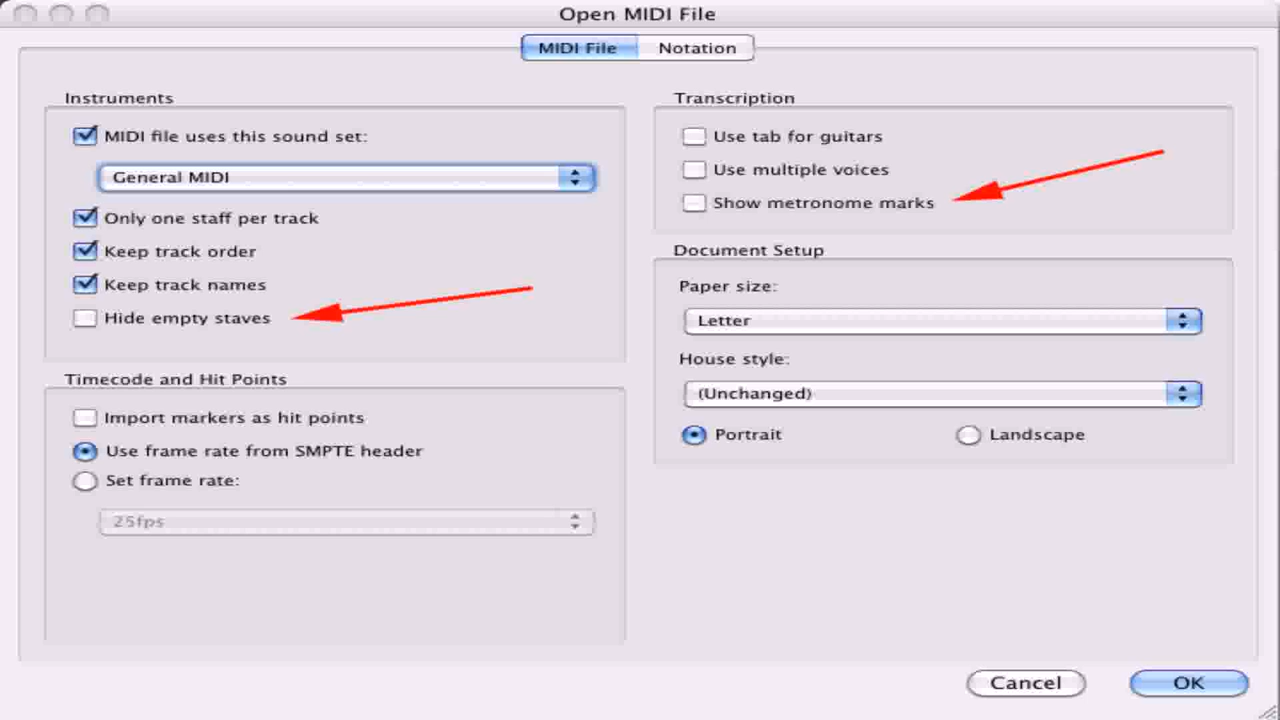 Open MIDI File
MIDI File
Notation
Instruments
MIDI file uses this sound set:
General MIDI
Only one staff per track
Keep track order
Keep track names
Hide empty staves
Timecode and Hit Points
Import markers as hit points
Use frame rate from SMPTE header
Set frame rate:
25fps
Transcription
Use tab for guitars
Use multiple voices
Show metronome marks
Document Setup
Paper size:
Letter
House style:
(Unchanged)
Portrait
Landscape
Cancel
OK